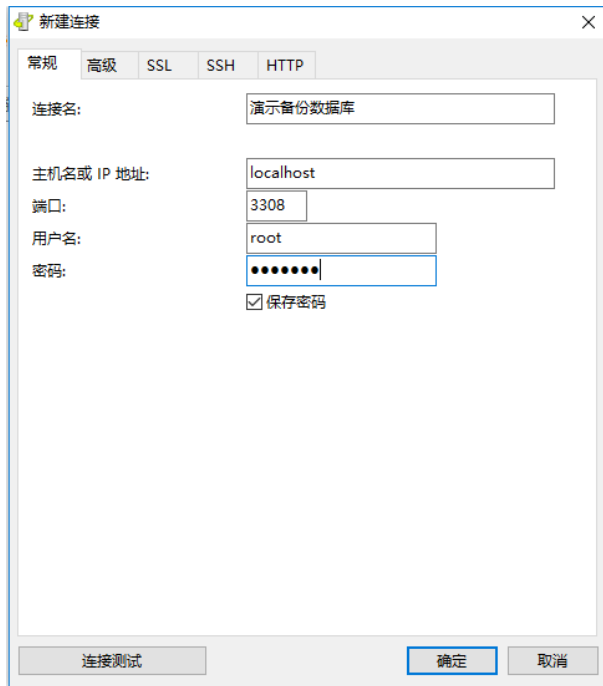 新建连接
常规 高级 SSL SSH HTTP
连接名: 演示备份数据库
主机名或 IP 地址: localhost
端口: 3308
用户名: root
密码: •••••••
保存密码
连接测试 确定 取消